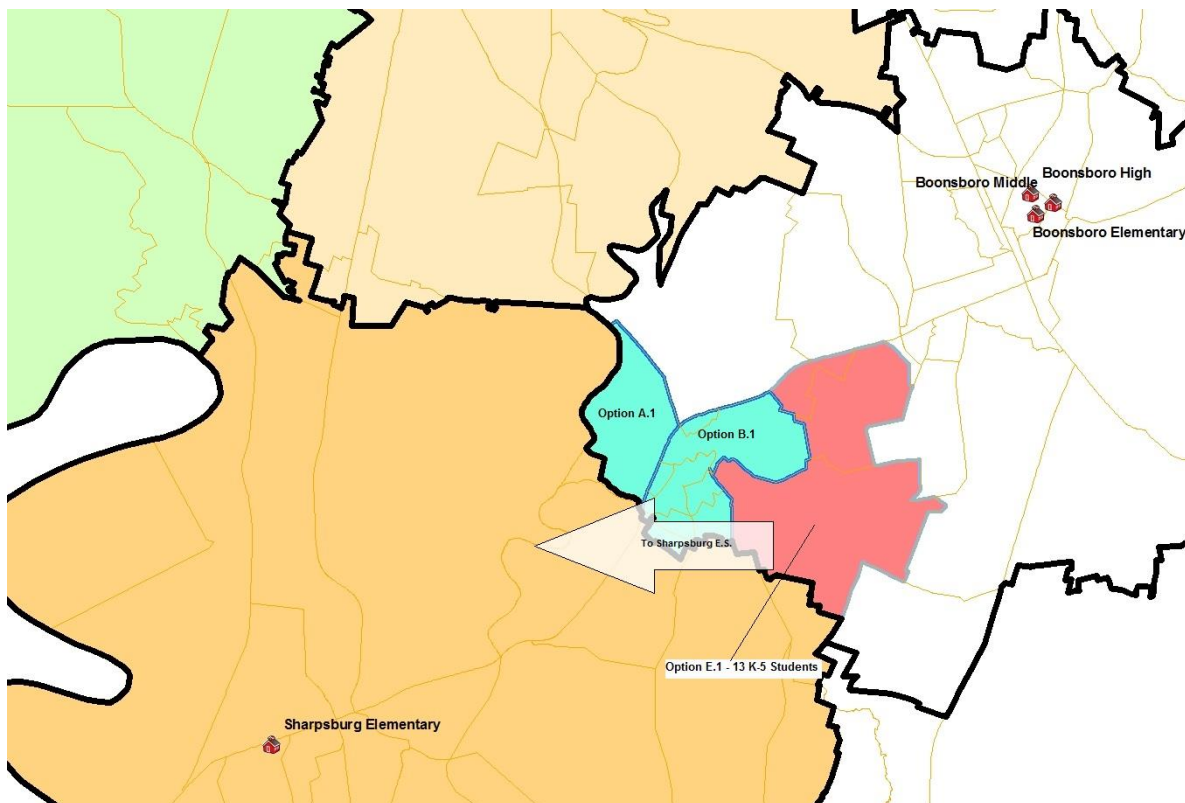 Boonsboro High
Boonsboro Middle
Boonsboro Elementary
Option A.1
Option B.1
To Sharpsburg E.S.
Option E.1 - 13 K-5 Students
Sharpsburg Elementary